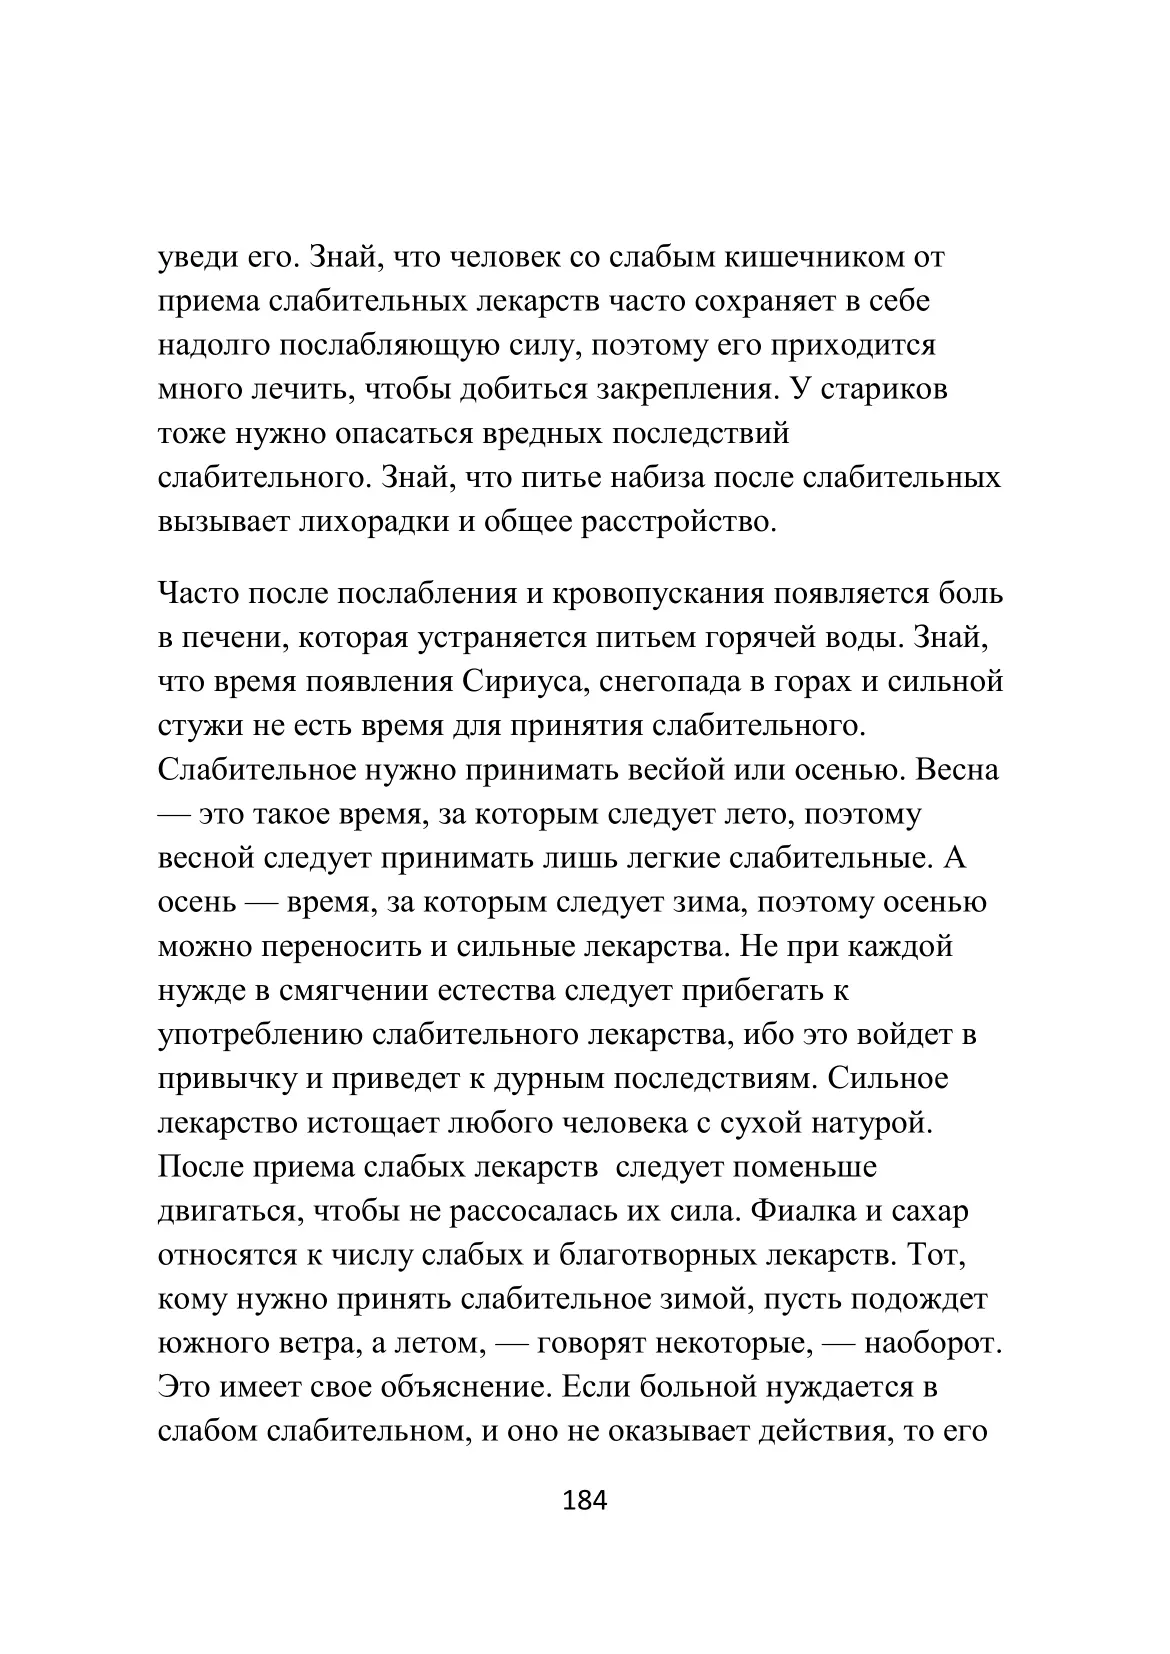 уведи его. Знай, что человек со слабым кишечником от
приема слабительных лекарств часто сохраняет в себе
надолго послабляющую силу, поэтому его приходится
много лечить, чтобы добиться закрепления. У стариков
тоже нужно опасаться вредных последствий
слабительного. Знай, что питье набиза после слабительных
вызывает лихорадки и общее расстройство.
Часто после послабления и кровопускания появляется боль
в печени, которая устраняется питьем горячей воды. Знай,
что время появления Сириуса, снегопада в горах и сильной
стужи не есть время для принятия слабительного.
Слабительное нужно принимать весйой или осенью. Весна
— это такое время, за которым следует лето, поэтому
весной следует принимать лишь легкие слабительные. А
осень — время, за которым следует зима, поэтому осенью
можно переносить и сильные лекарства. Не при каждой
нужде в смягчении естества следует прибегать к
употреблению слабительного лекарства, ибо это войдет в
привычку и приведет к дурным последствиям. Сильное
лекарство истощает любого человека с сухой натурой.
После приема слабых лекарств  следует поменьше
двигаться, чтобы не рассосалась их сила. Фиалка и сахар
относятся к числу слабых и благотворных лекарств. Тот,
кому нужно принять слабительное зимой, пусть подождет
южного ветра, а летом, — говорят некоторые, — наоборот.
Это имеет свое объяснение. Если больной нуждается в
слабом слабительном, и оно не оказывает действия, то его
184